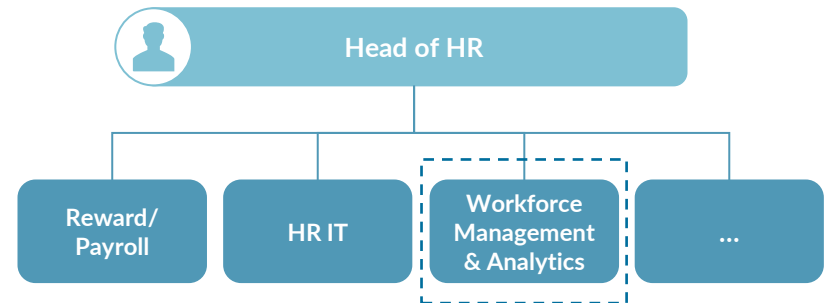 Head of HR
Reward/
Payroll
HR IT
Workforce
Management
& Analytics
...